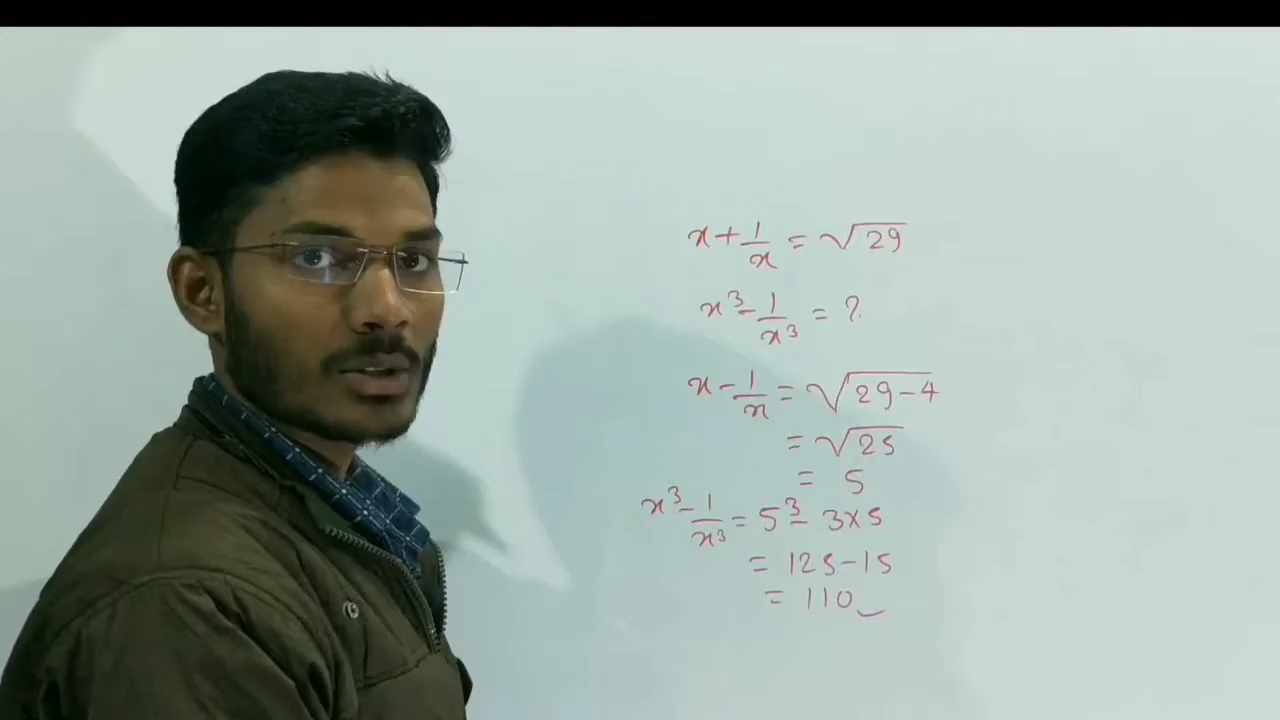 x + 1/x = √29
x³ - 1/x³ = ?
x - 1/x = √29-4
= √25
= 5
x³ - 1/x³ = 5³ - 3×5
= 125-15
= 110